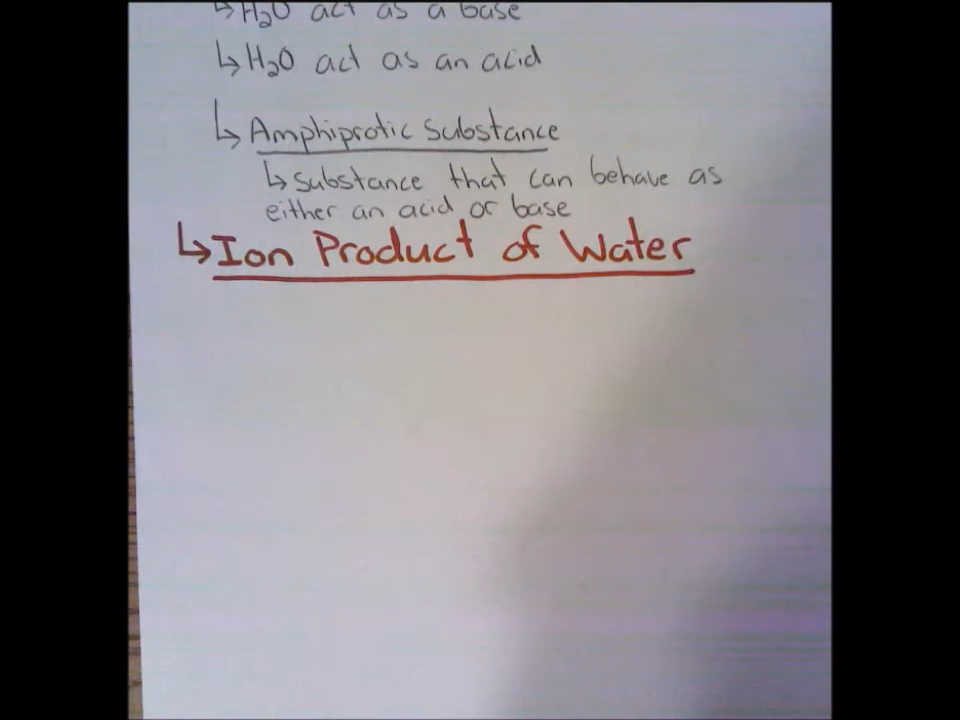 ↳ H₂O act as a base
↳ H₂O act as an acid
↳ Amphiprotic Substance
↳ Substance that can behave as
either an acid or base
↳ Ion Product of Water